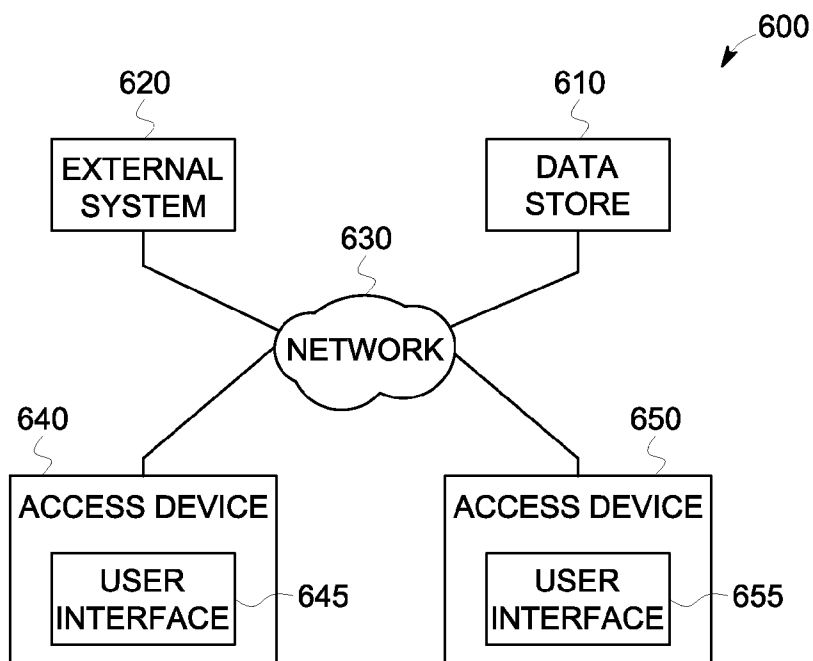 600
620
610
EXTERNAL
SYSTEM
DATA
STORE
630
NETWORK
640
650
ACCESS DEVICE
USER
INTERFACE
645
ACCESS DEVICE
USER
INTERFACE
655